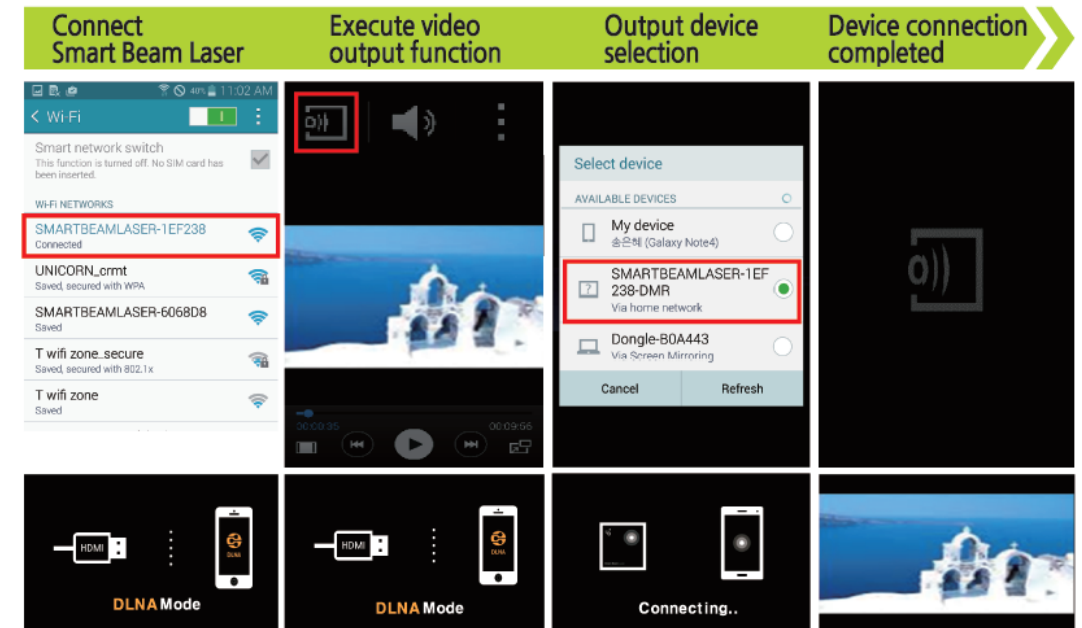 Connect
Smart Beam Laser
Execute video
output function
Output device
selection
Device connection
completed
40% 11:02 AM
Wi-Fi
Smart network switch
This function is turned off. No SIM card has
been inserted.
WI-FI NETWORKS
SMARTBEAMLASER-1EF238
Connected
UNICORN_crmt
Saved, secured with WPA
SMARTBEAMLASER-6068D8
Saved
T wifi zone_secure
Saved, secured with 802.1x
T wifi zone
Saved
00:00:35
00:09:56
Select device
AVAILABLE DEVICES
My device
송은혜 (Galaxy Note4)
SMARTBEAMLASER-1EF
238-DMR
Via home network
Dongle-B0A443
Via Screen Mirroring
Cancel
Refresh
HDMI
DLNA
DLNA Mode
HDMI
DLNA
DLNA Mode
Connecting..